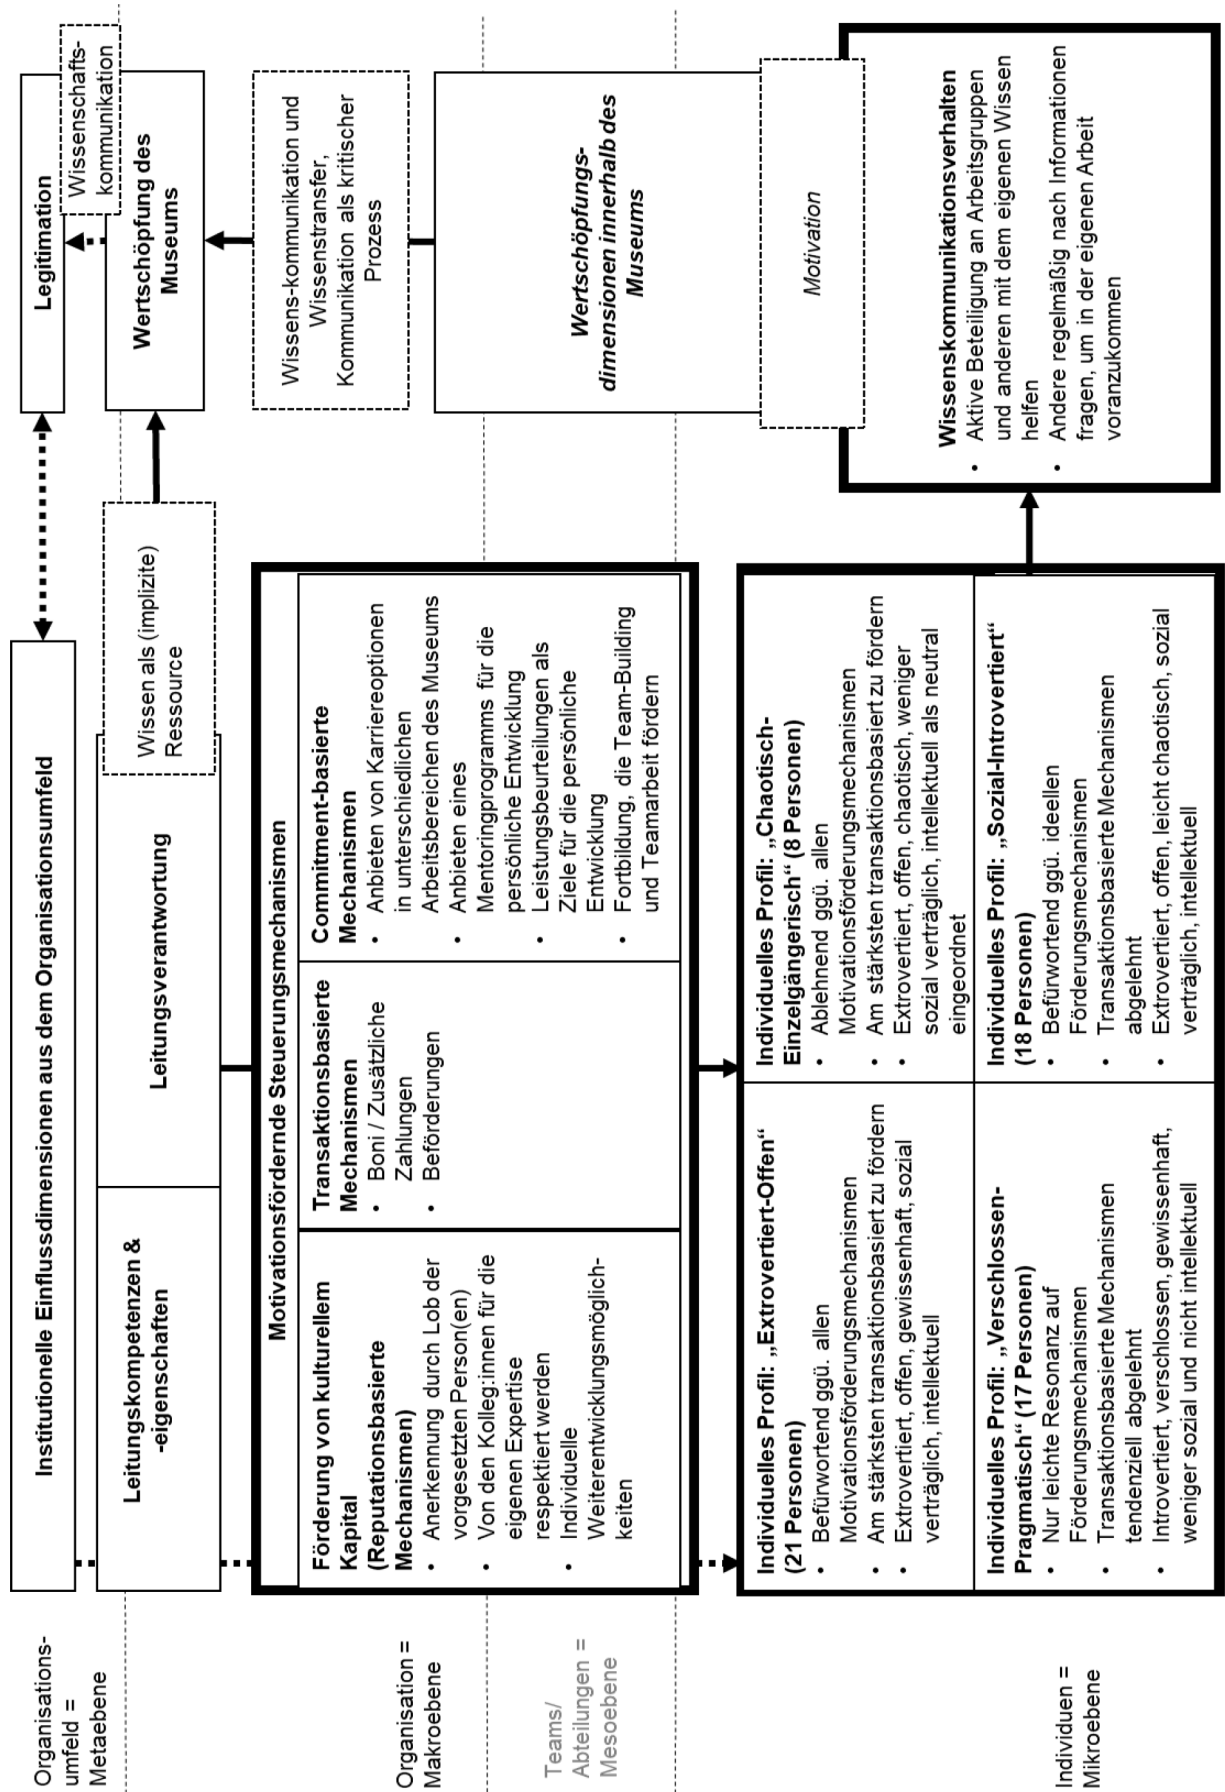 Organisations-
umfeld =
Metaebene
Institutionelle Einflussdimensionen aus dem Organisationsumfeld
Legitimation
Wissenschafts-
kommunikation
Leitungskompetenzen &
-eigenschaften
Leitungsverantwortung
Wissen als (implizite)
Ressource
Wertschöpfung des
Museums
Organisation =
Makroebene
Motivationsfördernde Steuerungsmechanismen
Förderung von kulturellem
Kapital
(Reputationsbasierte
Mechanismen)
• Anerkennung durch Lob der
vorgesetzten Person(en)
• Von den Kolleg:innen für die
eigenen Expertise
respektiert werden
• Individuelle
Weiterentwicklungsmöglich-
keiten
Transaktionsbasierte
Mechanismen
• Boni / Zusätzliche
Zahlungen
• Beförderungen
Commitment-basierte
Mechanismen
• Anbieten von Karriereoptionen
in unterschiedlichen
Arbeitsbereichen des Museums
• Anbieten eines
Mentoringprogramms für die
persönliche Entwicklung
• Leistungsbeurteilungen als
Ziele für die persönliche
Entwicklung
• Fortbildung, die Team-Building
und Teamarbeit fördern
Wissens-kommunikation und
Wissenstransfer,
Kommunikation als kritischer
Prozess
Teams/
Abteilungen =
Mesoebene
Wertschöpfungs-
dimensionen innerhalb des
Museums
Motivation
Individuen =
Mikroebene
Individuelles Profil: „Extrovertiert-Offen“
(21 Personen)
• Befürwortend ggü. allen
Motivationsförderungsmechanismen
• Am stärksten transaktionsbasiert zu fördern
• Extrovertiert, offen, gewissenhaft, sozial
verträglich, intellektuell
Individuelles Profil: „Chaotisch-
Einzelgängerisch“ (8 Personen)
• Ablehnend ggü. allen
Motivationsförderungsmechanismen
• Am stärksten transaktionsbasiert zu fördern
• Extrovertiert, offen, chaotisch, weniger
sozial verträglich, intellektuell als neutral
eingeordnet
Individuelles Profil: „Verschlossen-
Pragmatisch“ (17 Personen)
• Nur leichte Resonanz auf
Förderungsmechanismen
• Transaktionsbasierte Mechanismen
tendenziell abgelehnt
• Introvertiert, verschlossen, gewissenhaft,
weniger sozial und nicht intellektuell
Individuelles Profil: „Sozial-Introvertiert“
(18 Personen)
• Befürwortend ggü. ideellen
Förderungsmechanismen
• Transaktionsbasierte Mechanismen
abgelehnt
• Extrovertiert, offen, leicht chaotisch, sozial
verträglich, intellektuell
Wissenskommunikationsverhalten
• Aktive Beteiligung an Arbeitsgruppen
und anderen mit dem eigenen Wissen
helfen
• Andere regelmäßig nach Informationen
fragen, um in der eigenen Arbeit
voranzukommen